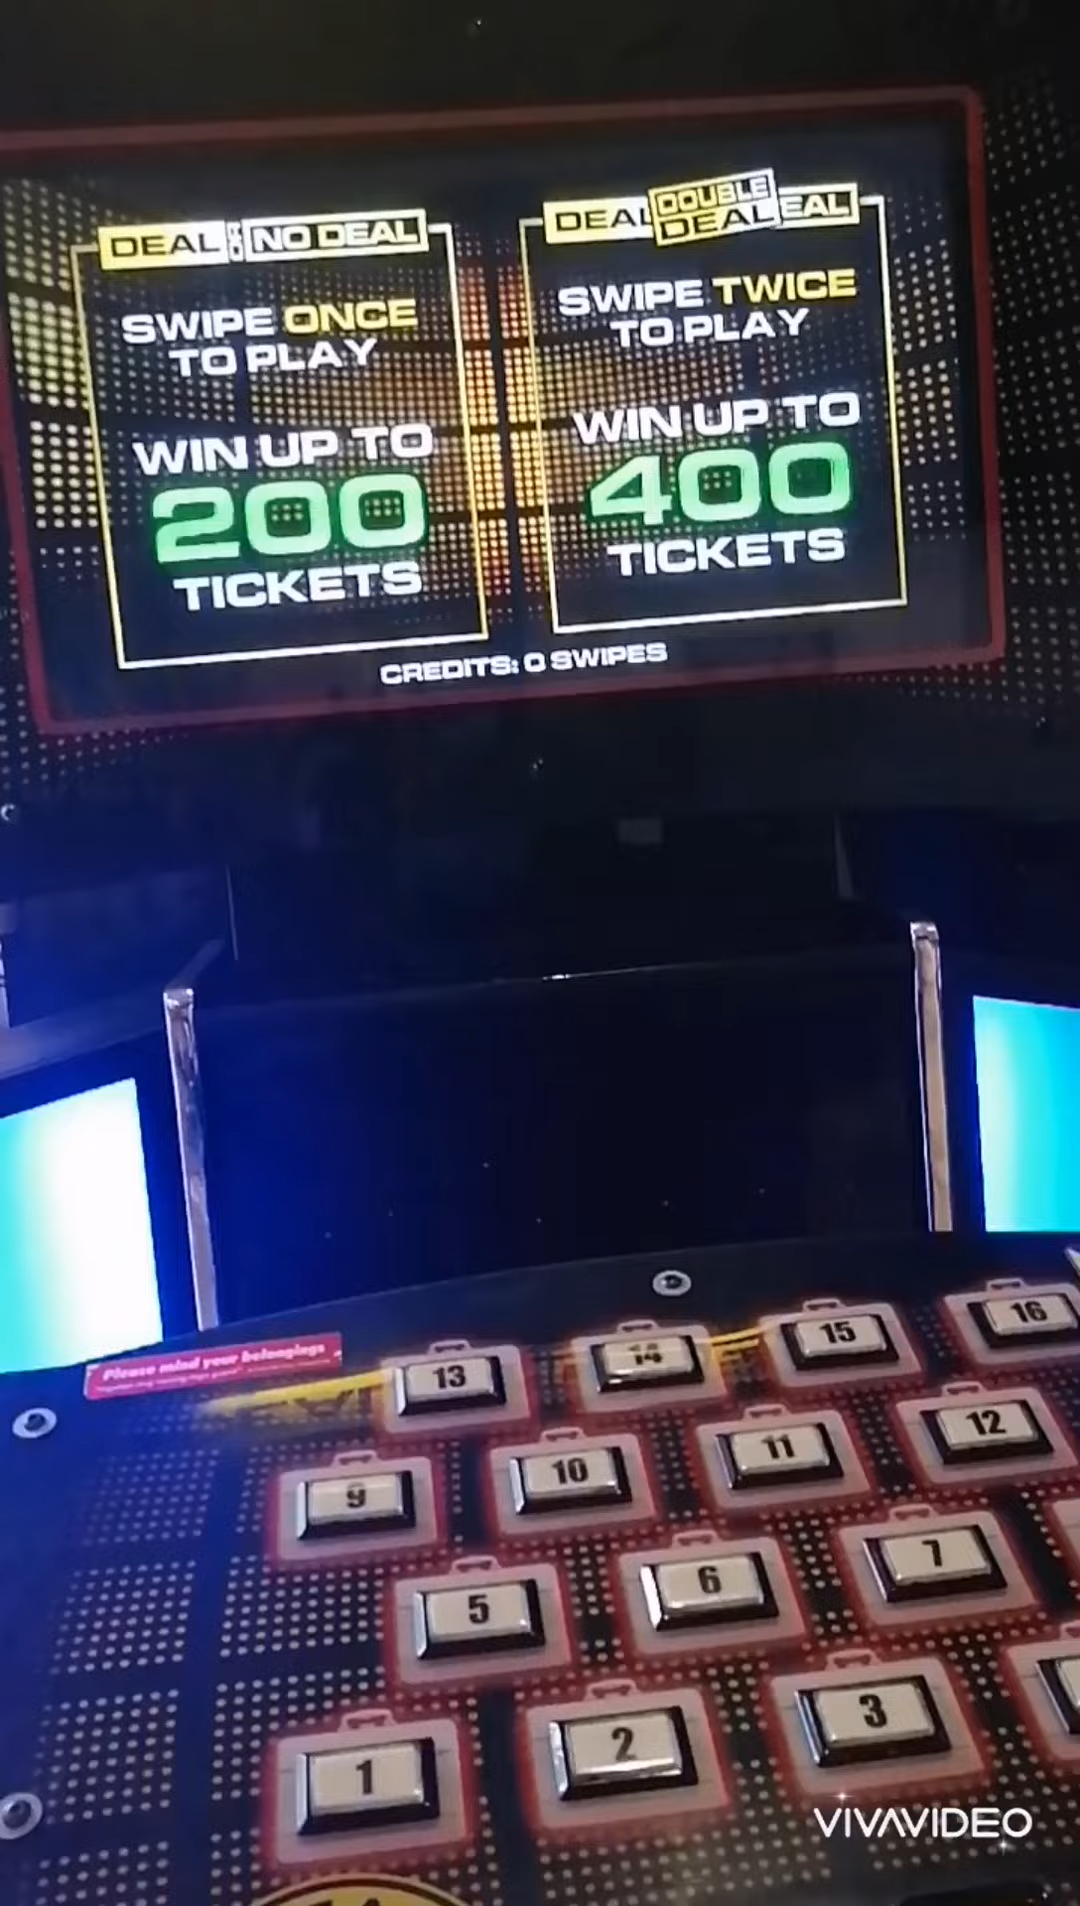 DEAL OR NO DEAL
SWIPE ONCE
TO PLAY
WIN UP TO
200
TICKETS
DEAL DOUBLE DEAL EAL
SWIPE TWICE
TO PLAY
WIN UP TO
400
TICKETS
CREDITS: 0 SWIPES
Please mind your belongings
13 14 15 16
9 10 11 12
5 6 7
1 2 3
VIVAVIDEO